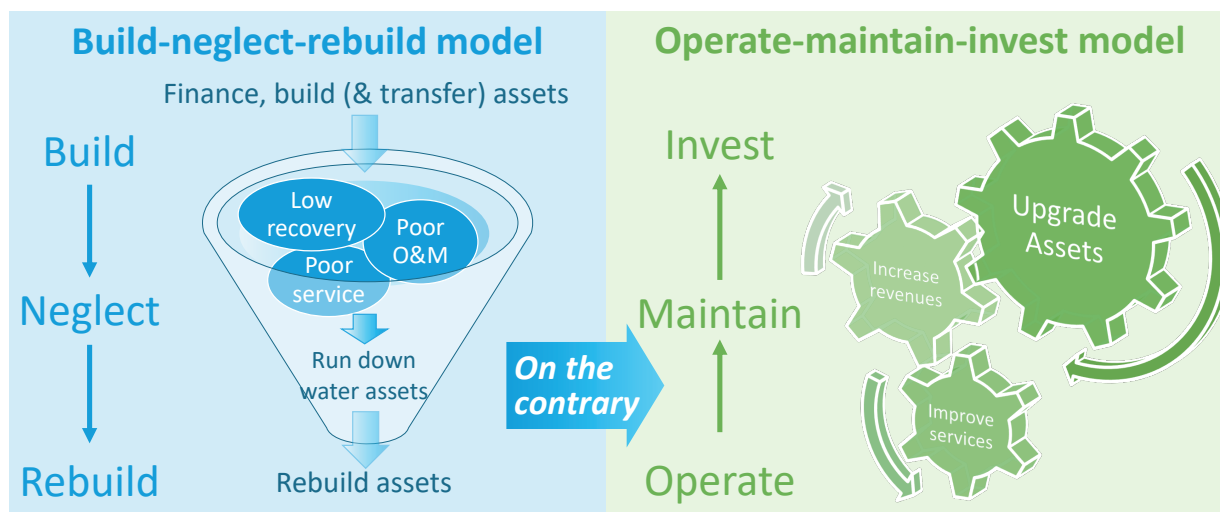 Build-neglect-rebuild model
Finance, build (& transfer) assets
Build
Neglect
Rebuild
Low
recovery
Poor
O&M
Poor
service
Run down
water assets
Rebuild assets
On the
contrary
Operate-maintain-invest model
Invest
Maintain
Operate
Upgrade
Assets
Increase
revenues
Improve
services